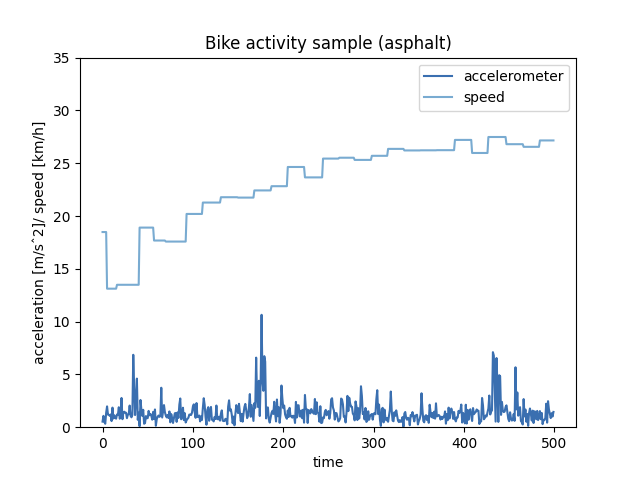 Bike activity sample (asphalt)
accelerometer
speed
acceleration [m/s^2]/ speed [km/h]
35
30
25
20
15
10
5
0
0 100 200 300 400 500
time